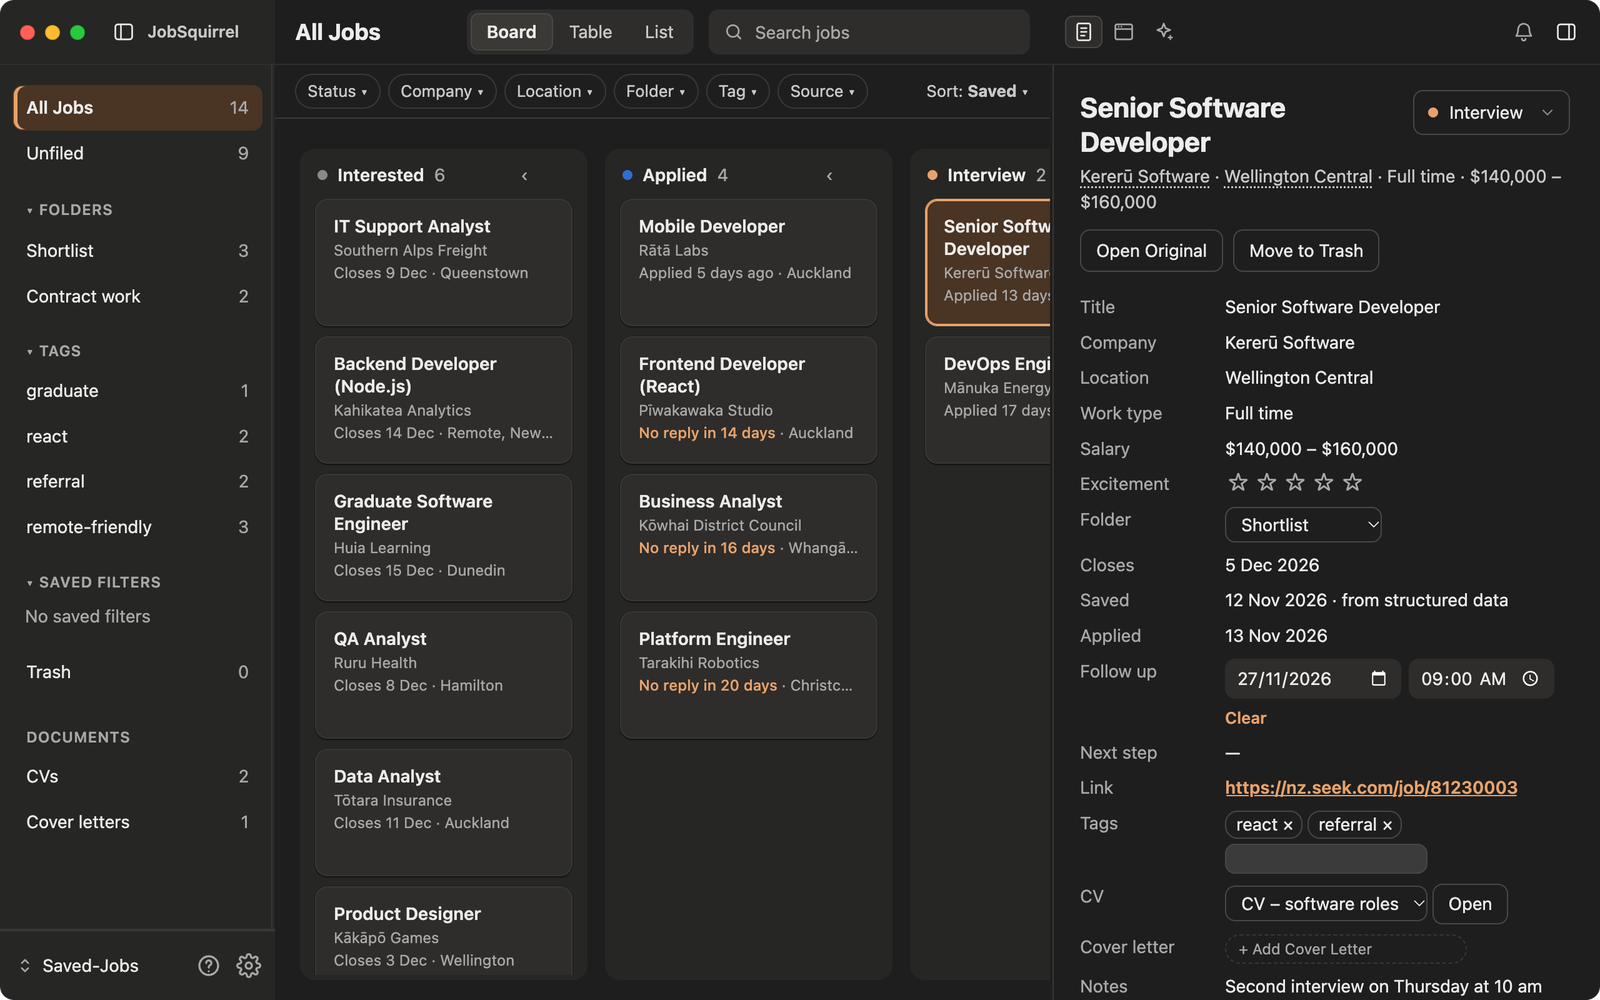 JobSquirrel
All Jobs
Board
Table
List
Search jobs
All Jobs 14
Unfiled 9
FOLDERS
Shortlist 3
Contract work 2
TAGS
graduate 1
react 2
referral 2
remote-friendly 3
SAVED FILTERS
No saved filters
Trash 0
DOCUMENTS
CVs 2
Cover letters 1
Saved-Jobs
Status
Company
Location
Folder
Tag
Source
Sort: Saved
Interested 6
IT Support Analyst
Southern Alps Freight
Closes 9 Dec · Queenstown
Backend Developer
(Node.js)
Kahikatea Analytics
Closes 14 Dec · Remote, New…
Graduate Software
Engineer
Huia Learning
Closes 15 Dec · Dunedin
QA Analyst
Ruru Health
Closes 8 Dec · Hamilton
Data Analyst
Tōtara Insurance
Closes 11 Dec · Auckland
Product Designer
Kākāpō Games
Closes 3 Dec · Wellington
Applied 4
Mobile Developer
Rātā Labs
Applied 5 days ago · Auckland
Frontend Developer
(React)
Pīwakawaka Studio
No reply in 14 days · Auckland
Business Analyst
Kōwhai District Council
No reply in 16 days · Whangā…
Platform Engineer
Tarakihi Robotics
No reply in 20 days · Christc…
Interview 2
Senior Softw
Developer
Kererū Software
Applied 13 days
DevOps Engi
Mānuka Energy
Applied 17 days
Senior Software
Developer
Interview
Kererū Software · Wellington Central · Full time · $140,000 –
$160,000
Open Original
Move to Trash
Title Senior Software Developer
Company Kererū Software
Location Wellington Central
Work type Full time
Salary $140,000 – $160,000
Excitement
Folder Shortlist
Closes 5 Dec 2026
Saved 12 Nov 2026 · from structured data
Applied 13 Nov 2026
Follow up 27/11/2026 09:00 AM
Clear
Next step —
Link https://nz.seek.com/job/81230003
Tags react × referral ×
CV CV – software roles Open
Cover letter + Add Cover Letter
Notes Second interview on Thursday at 10 am